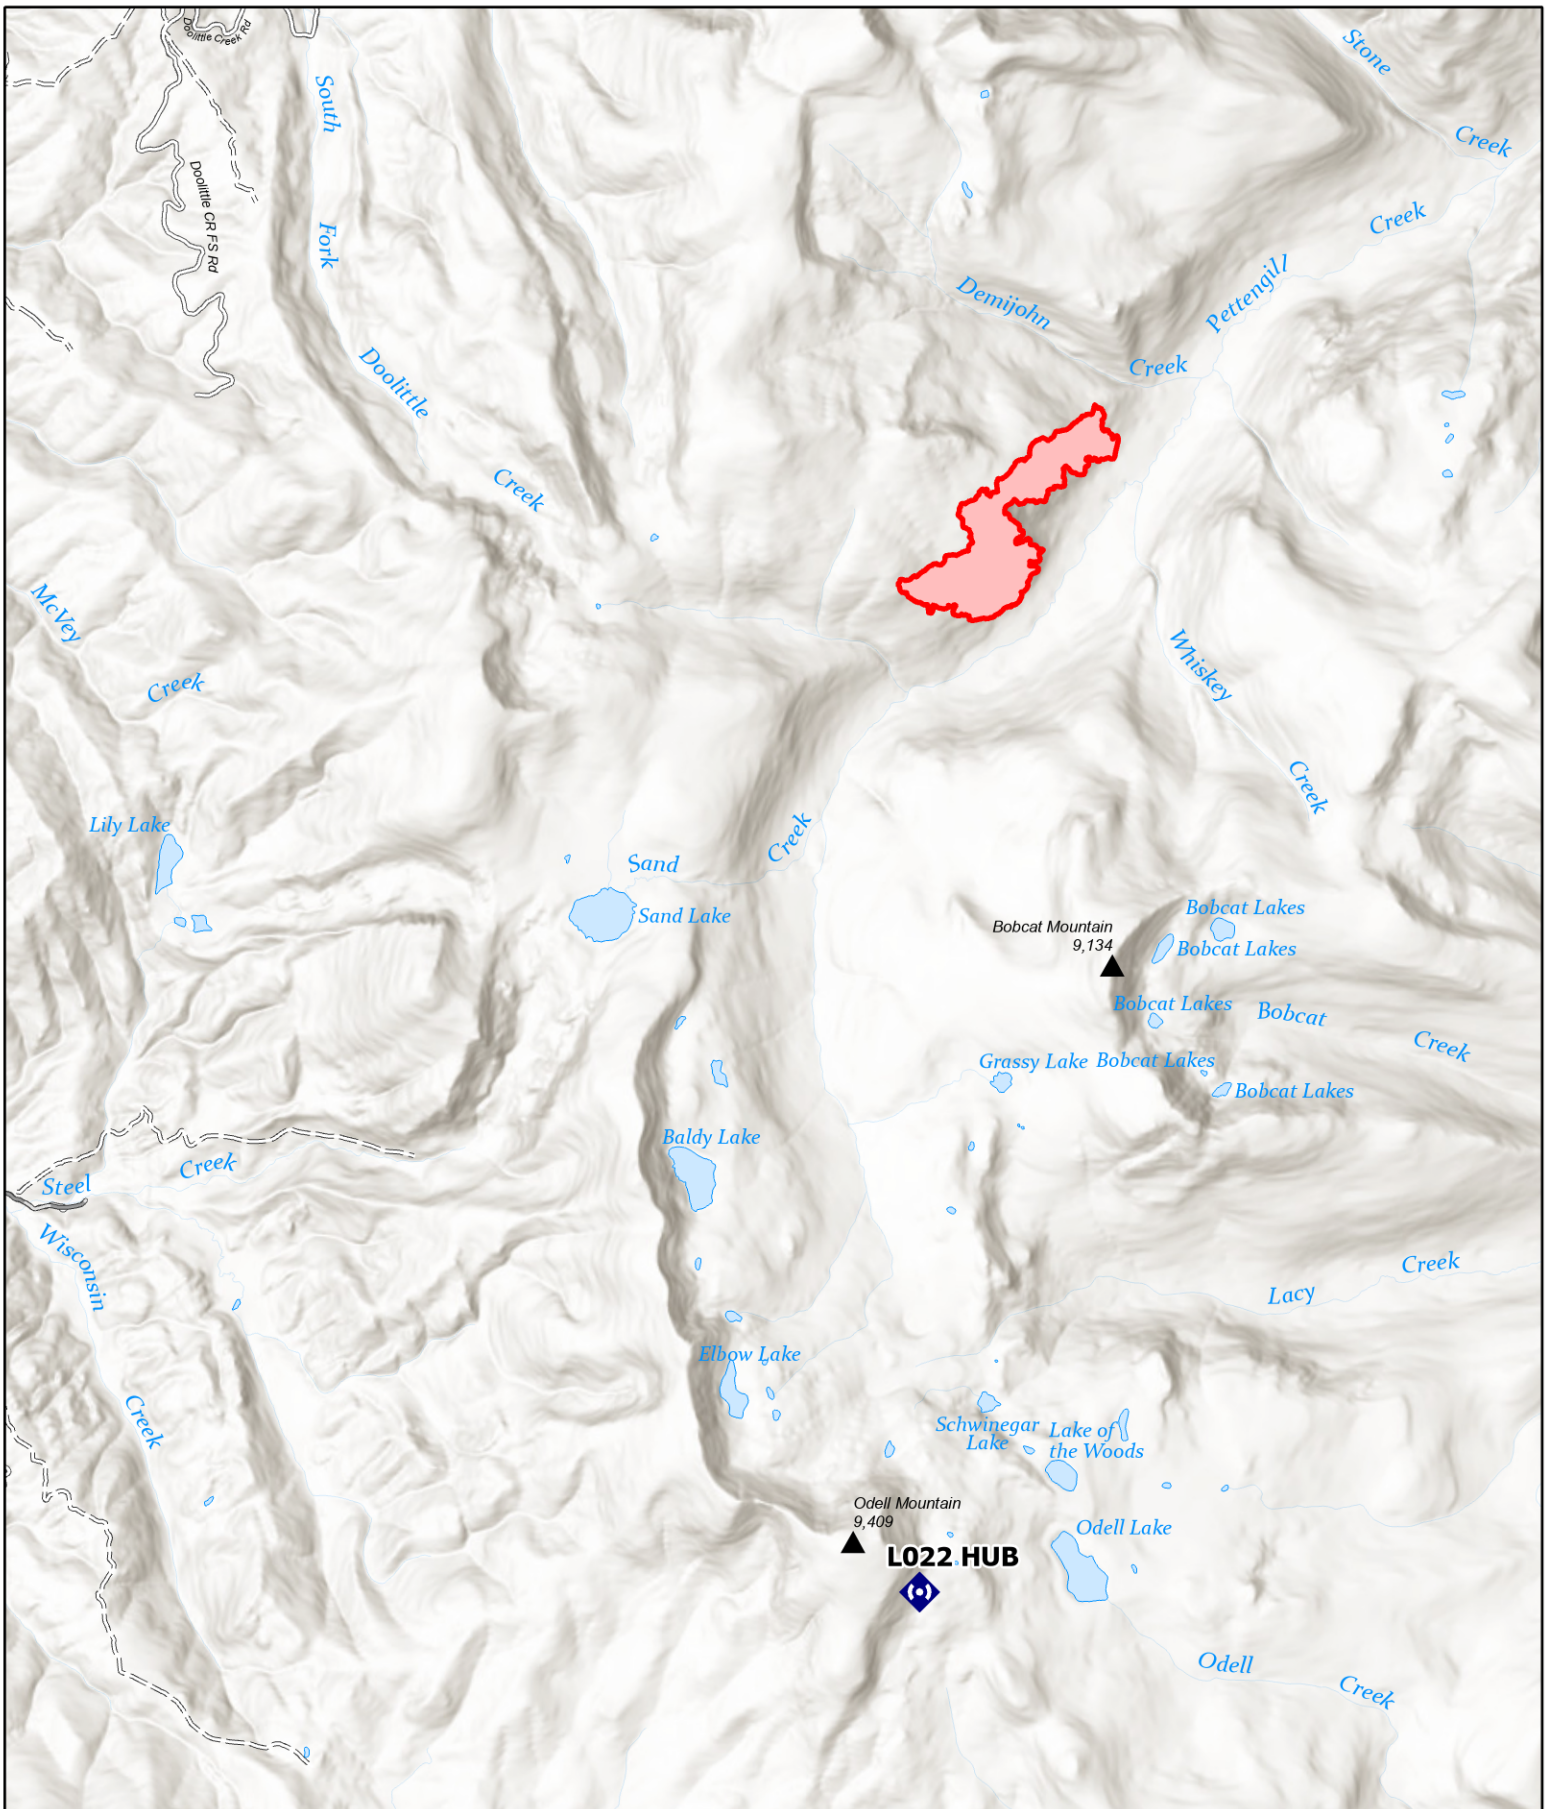 Doolittle Creek Rd
Stone
Creek
South
Fork
Doolittle
Creek
Doolittle CR FS Rd
Creek
Pettengill
Demijohn
Creek
McVey
Creek
Whiskey
Creek
Lily Lake
Sand
Creek
Sand Lake
Bobcat Mountain
9,134
Bobcat Lakes
Bobcat Lakes
Bobcat Lakes
Bobcat
Creek
Grassy Lake
Bobcat Lakes
Bobcat Lakes
Baldy Lake
Steel
Creek
Wisconsin
Creek
Lacy
Creek
Elbow Lake
Schwinegar
Lake
Lake of
the Woods
Odell Mountain
9,409
Odell Lake
L022 HUB
Odell
Creek